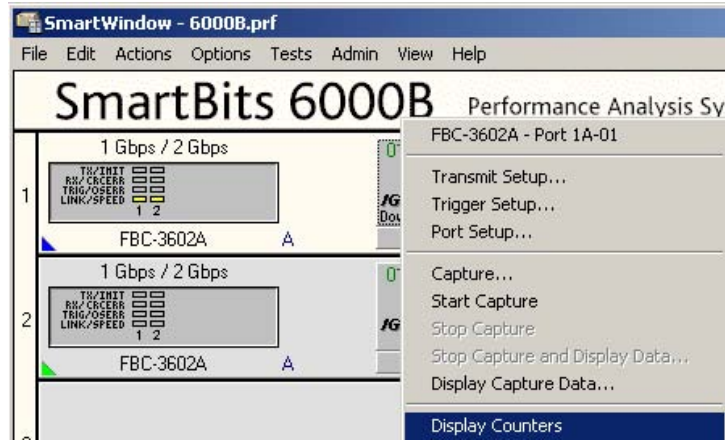 SmartWindow - 6000B.prf
File Edit Actions Options Tests Admin View Help
SmartBits 6000B Performance Analysis Sy
1
1 Gbps / 2 Gbps
TX/INIT
RX/CRCERR
TRIG/OSERR
LINK/SPEED
1 2
FBC-3602A A
2
1 Gbps / 2 Gbps
TX/INIT
RX/CRCERR
TRIG/OSERR
LINK/SPEED
1 2
FBC-3602A A
FBC-3602A - Port 1A-01
Transmit Setup...
Trigger Setup...
Port Setup...
Capture...
Start Capture
Stop Capture
Stop Capture and Display Data...
Display Capture Data...
Display Counters